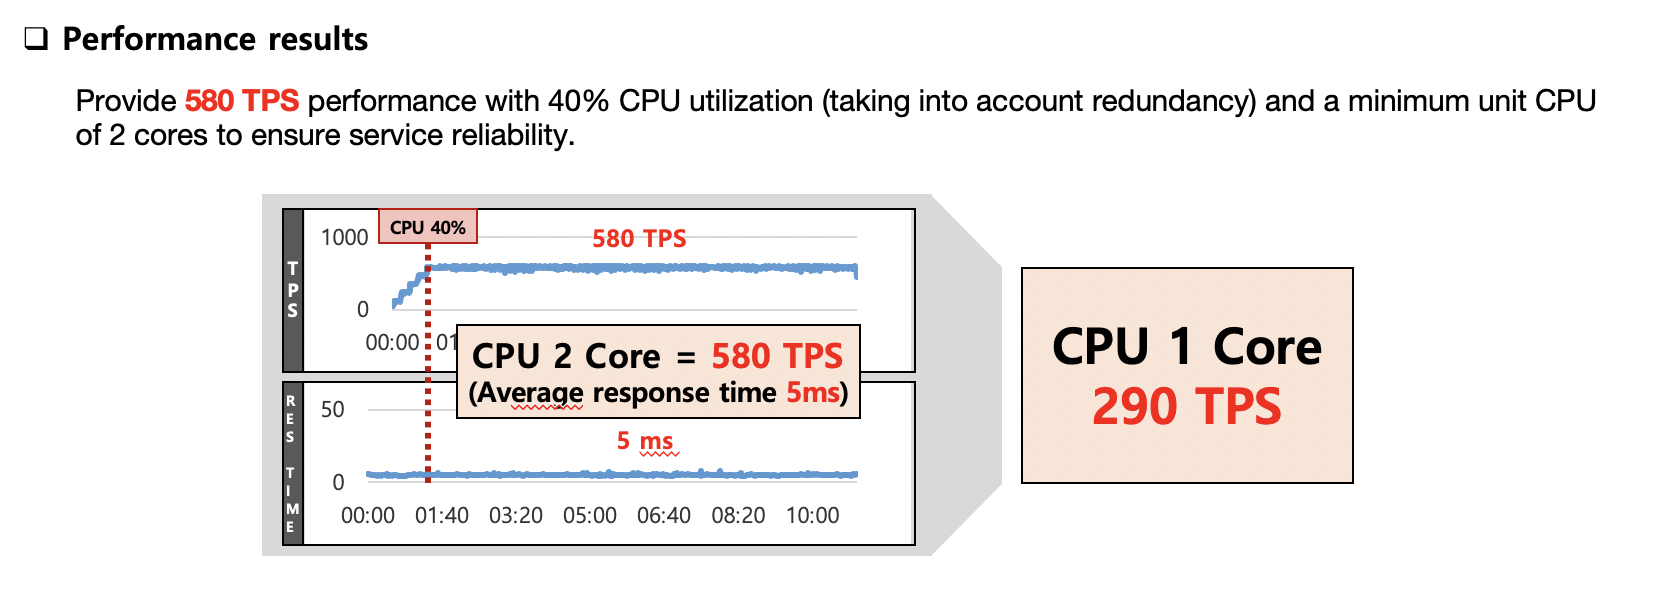 ❑ Performance results
Provide 580 TPS performance with 40% CPU utilization (taking into account redundancy) and a minimum unit CPU
of 2 cores to ensure service reliability.
TPS
1000
CPU 40%
580 TPS
0
00:00 01
CPU 2 Core = 580 TPS
(Average response time 5ms)
RES TIME
50
5 ms
0
00:00 01:40 03:20 05:00 06:40 08:20 10:00
CPU 1 Core
290 TPS